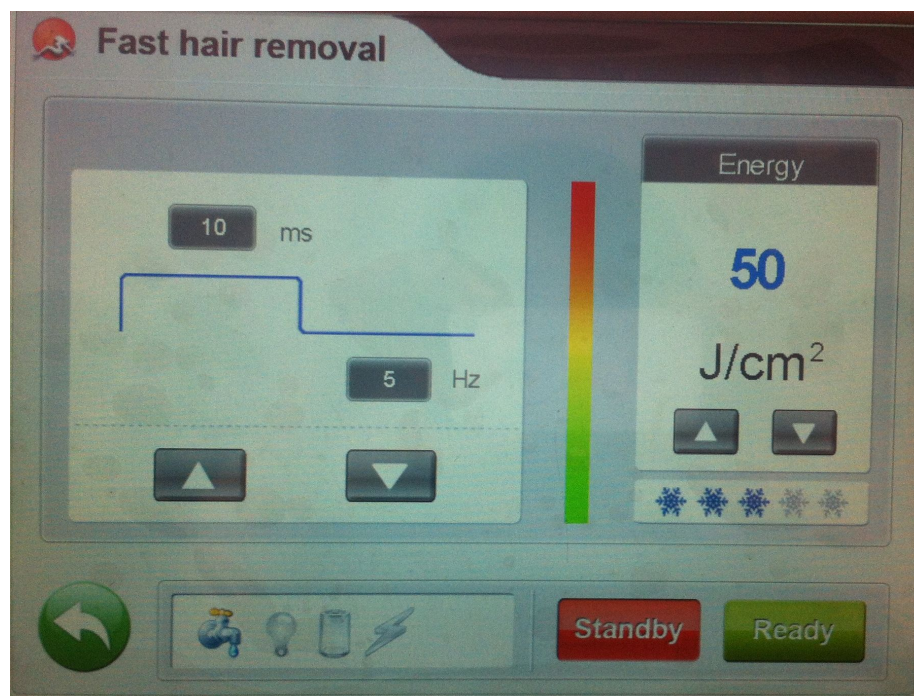 Fast hair removal
Energy
10 ms
50
J/cm²
5 Hz
Standby
Ready